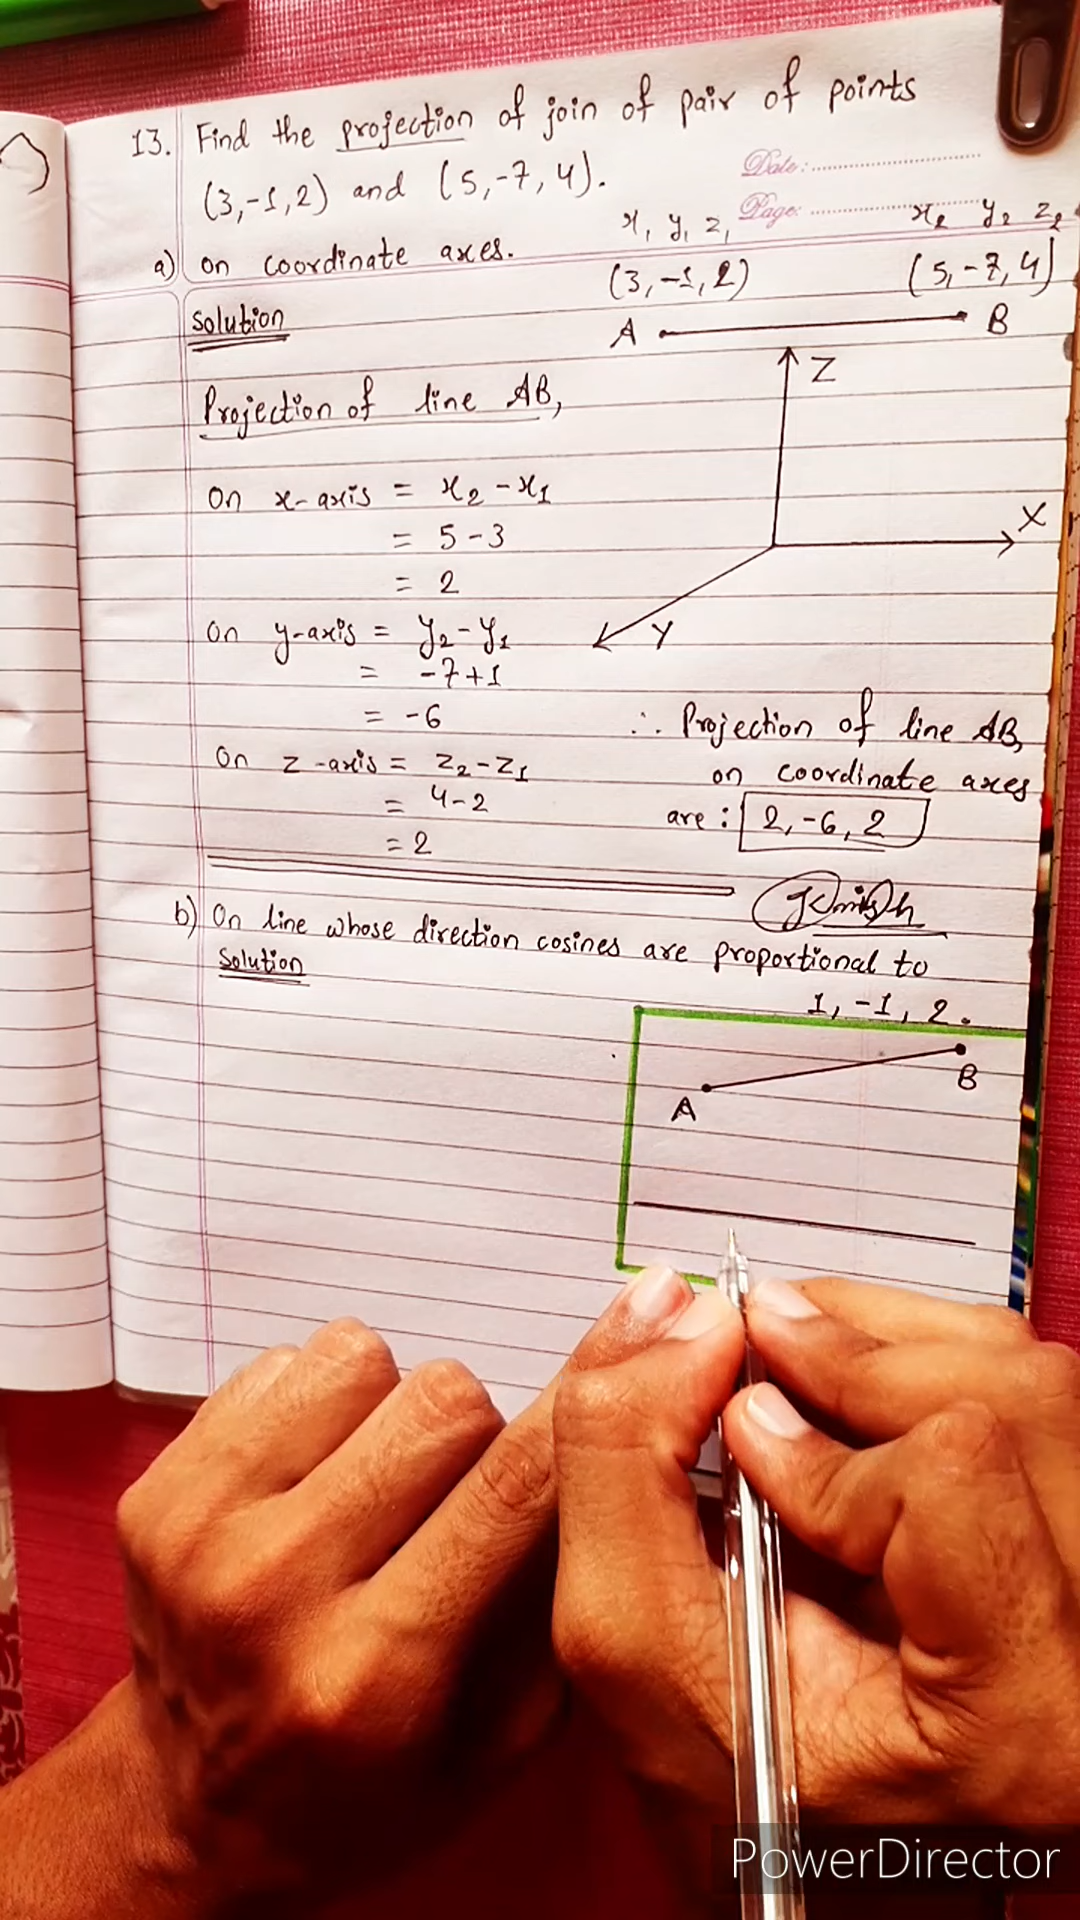 13. Find the projection of join of pair of points
(3,-1,2) and (5,-7,4).
Date:
Page:
a) on coordinate axes.
x₁ y₁ z₁
x₂ y₂ z₂
(3,-1,2)
(5,-7,4)
A
B
Solution
Z
X
Y
Projection of line AB,
On x-axis = x₂-x₁
= 5-3
= 2
On y-axis = y₂-y₁
= -7+1
= -6
On z-axis = z₂-z₁
= 4-2
= 2
∴ Projection of line AB,
on coordinate axes
are : 2,-6,2
b) On line whose direction cosines are proportional to
1, -1, 2.
Solution
A
B
PowerDirector